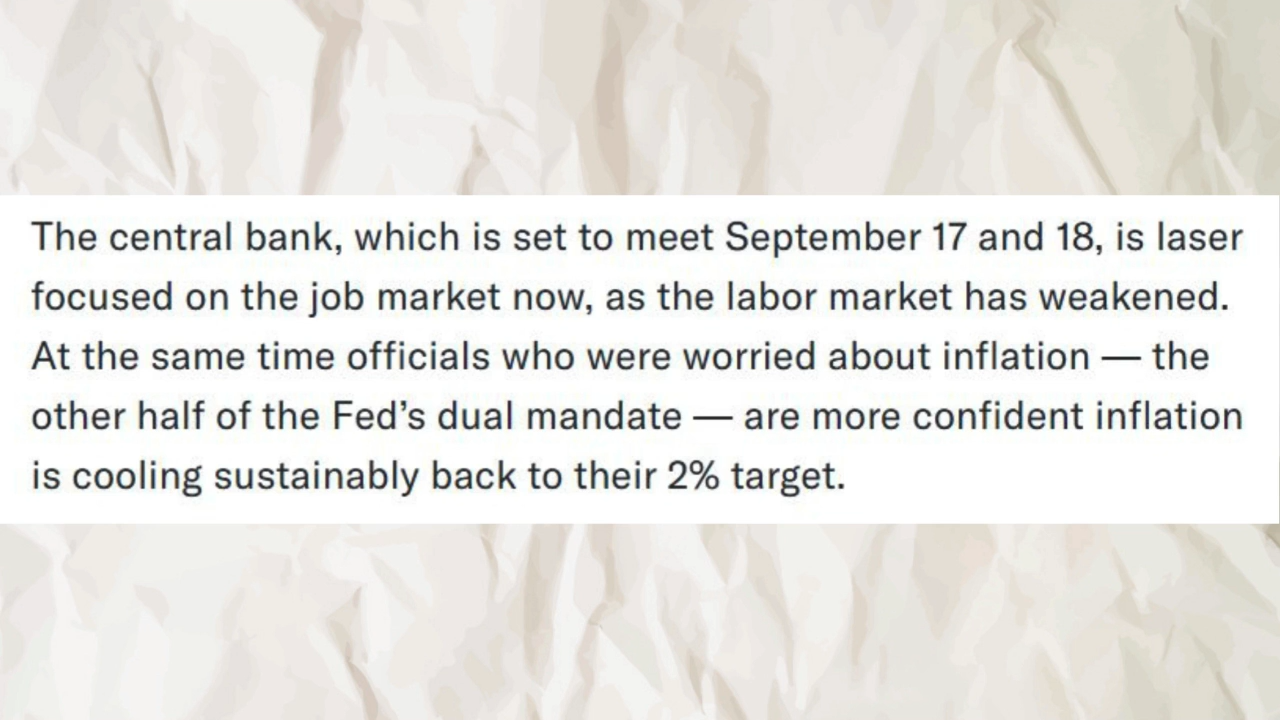 The central bank, which is set to meet September 17 and 18, is laser
focused on the job market now, as the labor market has weakened.
At the same time officials who were worried about inflation — the
other half of the Fed’s dual mandate — are more confident inflation
is cooling sustainably back to their 2% target.